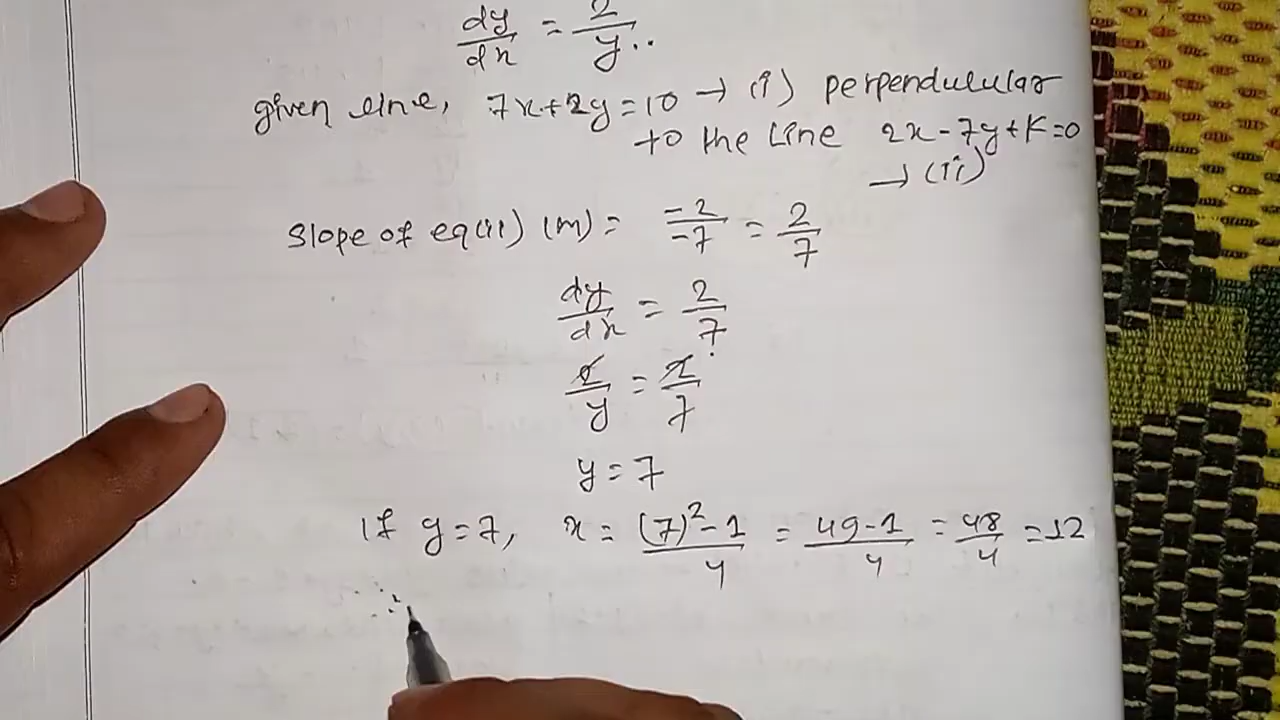 dy/dx = 2/y..
given line, 7x+2y=10 → (i) perpendulular
to the Line 2x-7y+K=0
→ (ii)
Slope of eq(ii) (m) = -2/-7 = 2/7
dy/dx = 2/7
2/y = 2/7
y = 7
If y=7, x = (7)²-1/4 = 49-1/4 = 48/4 = 12